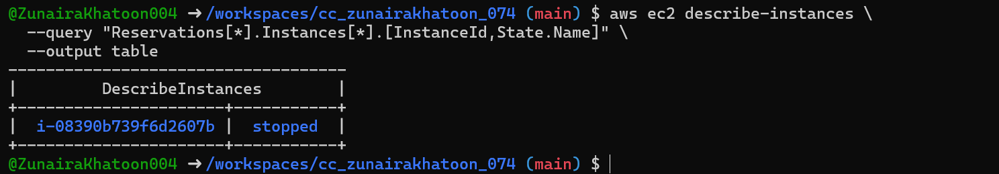 @ZunairaKhatoon004 ➜ /workspaces/cc_zunairakhatoon_074 (main) $ aws ec2 describe-instances \
  --query "Reservations[*].Instances[*].[InstanceId,State.Name]" \
  --output table
------------------------------------
|         DescribeInstances        |
+----------------------+-----------+
|  i-08390b739f6d2607b |  stopped  |
+----------------------+-----------+
@ZunairaKhatoon004 ➜ /workspaces/cc_zunairakhatoon_074 (main) $